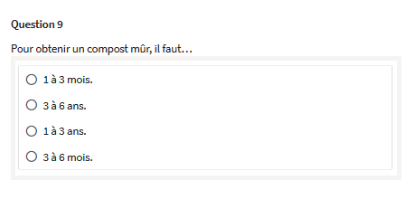 Question 9
Pour obtenir un compost mûr, il faut...
1 à 3 mois.
3 à 6 ans.
1 à 3 ans.
3 à 6 mois.